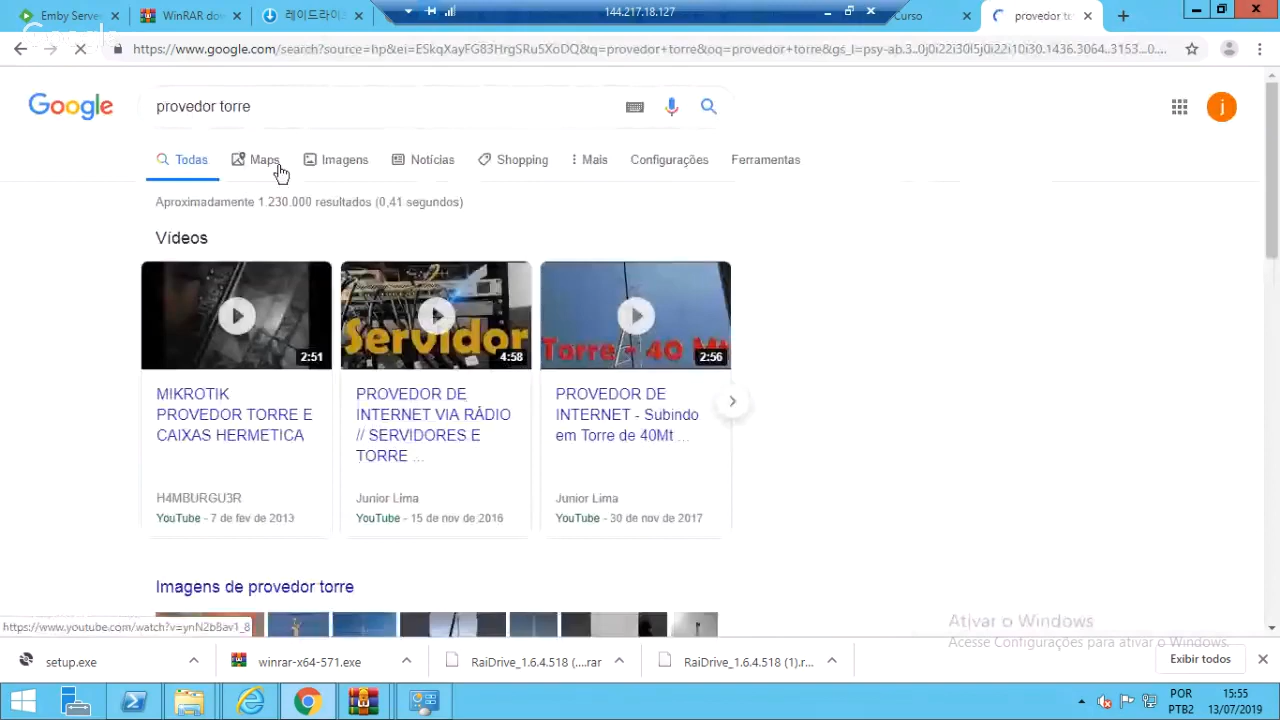 Emby Serve
WinRAR do
레이드라이
144.217.18.127
Curso
provedor to
https://www.google.com/search?source=hp&ei=ESkqXayFG83HrgSRu5XoDQ&q=provedor+torre&oq=provedor+torre&gs_l=psy-ab.3..0j0i22i30l5j0i22i10i30.1436.3064..3153...0....
Google
provedor torre
j
Todas
Maps
Imagens
Notícias
Shopping
Mais
Configurações
Ferramentas
Aproximadamente 1.230.000 resultados (0,41 segundos)
Vídeos
2:51
Servidor
4:58
Torre - 40 Mt
2:56
MIKROTIK
PROVEDOR TORRE E
CAIXAS HERMETICA
H4MBURGU3R
YouTube - 7 de fev de 2013
PROVEDOR DE
INTERNET VIA RÁDIO
// SERVIDORES E
TORRE ...
Junior Lima
YouTube - 15 de nov de 2016
PROVEDOR DE
INTERNET - Subindo
em Torre de 40Mt ...
Junior Lima
YouTube - 30 de nov de 2017
Imagens de provedor torre
https://www.youtube.com/watch?v=ynN2bBav1_8
Ativar o Windows
Acesse Configurações para ativar o Windows.
setup.exe
winrar-x64-571.exe
RaiDrive_1.6.4.518 (....rar
RaiDrive_1.6.4.518 (1).r...
Exibir todos
POR
PTB2
15:55
13/07/2019